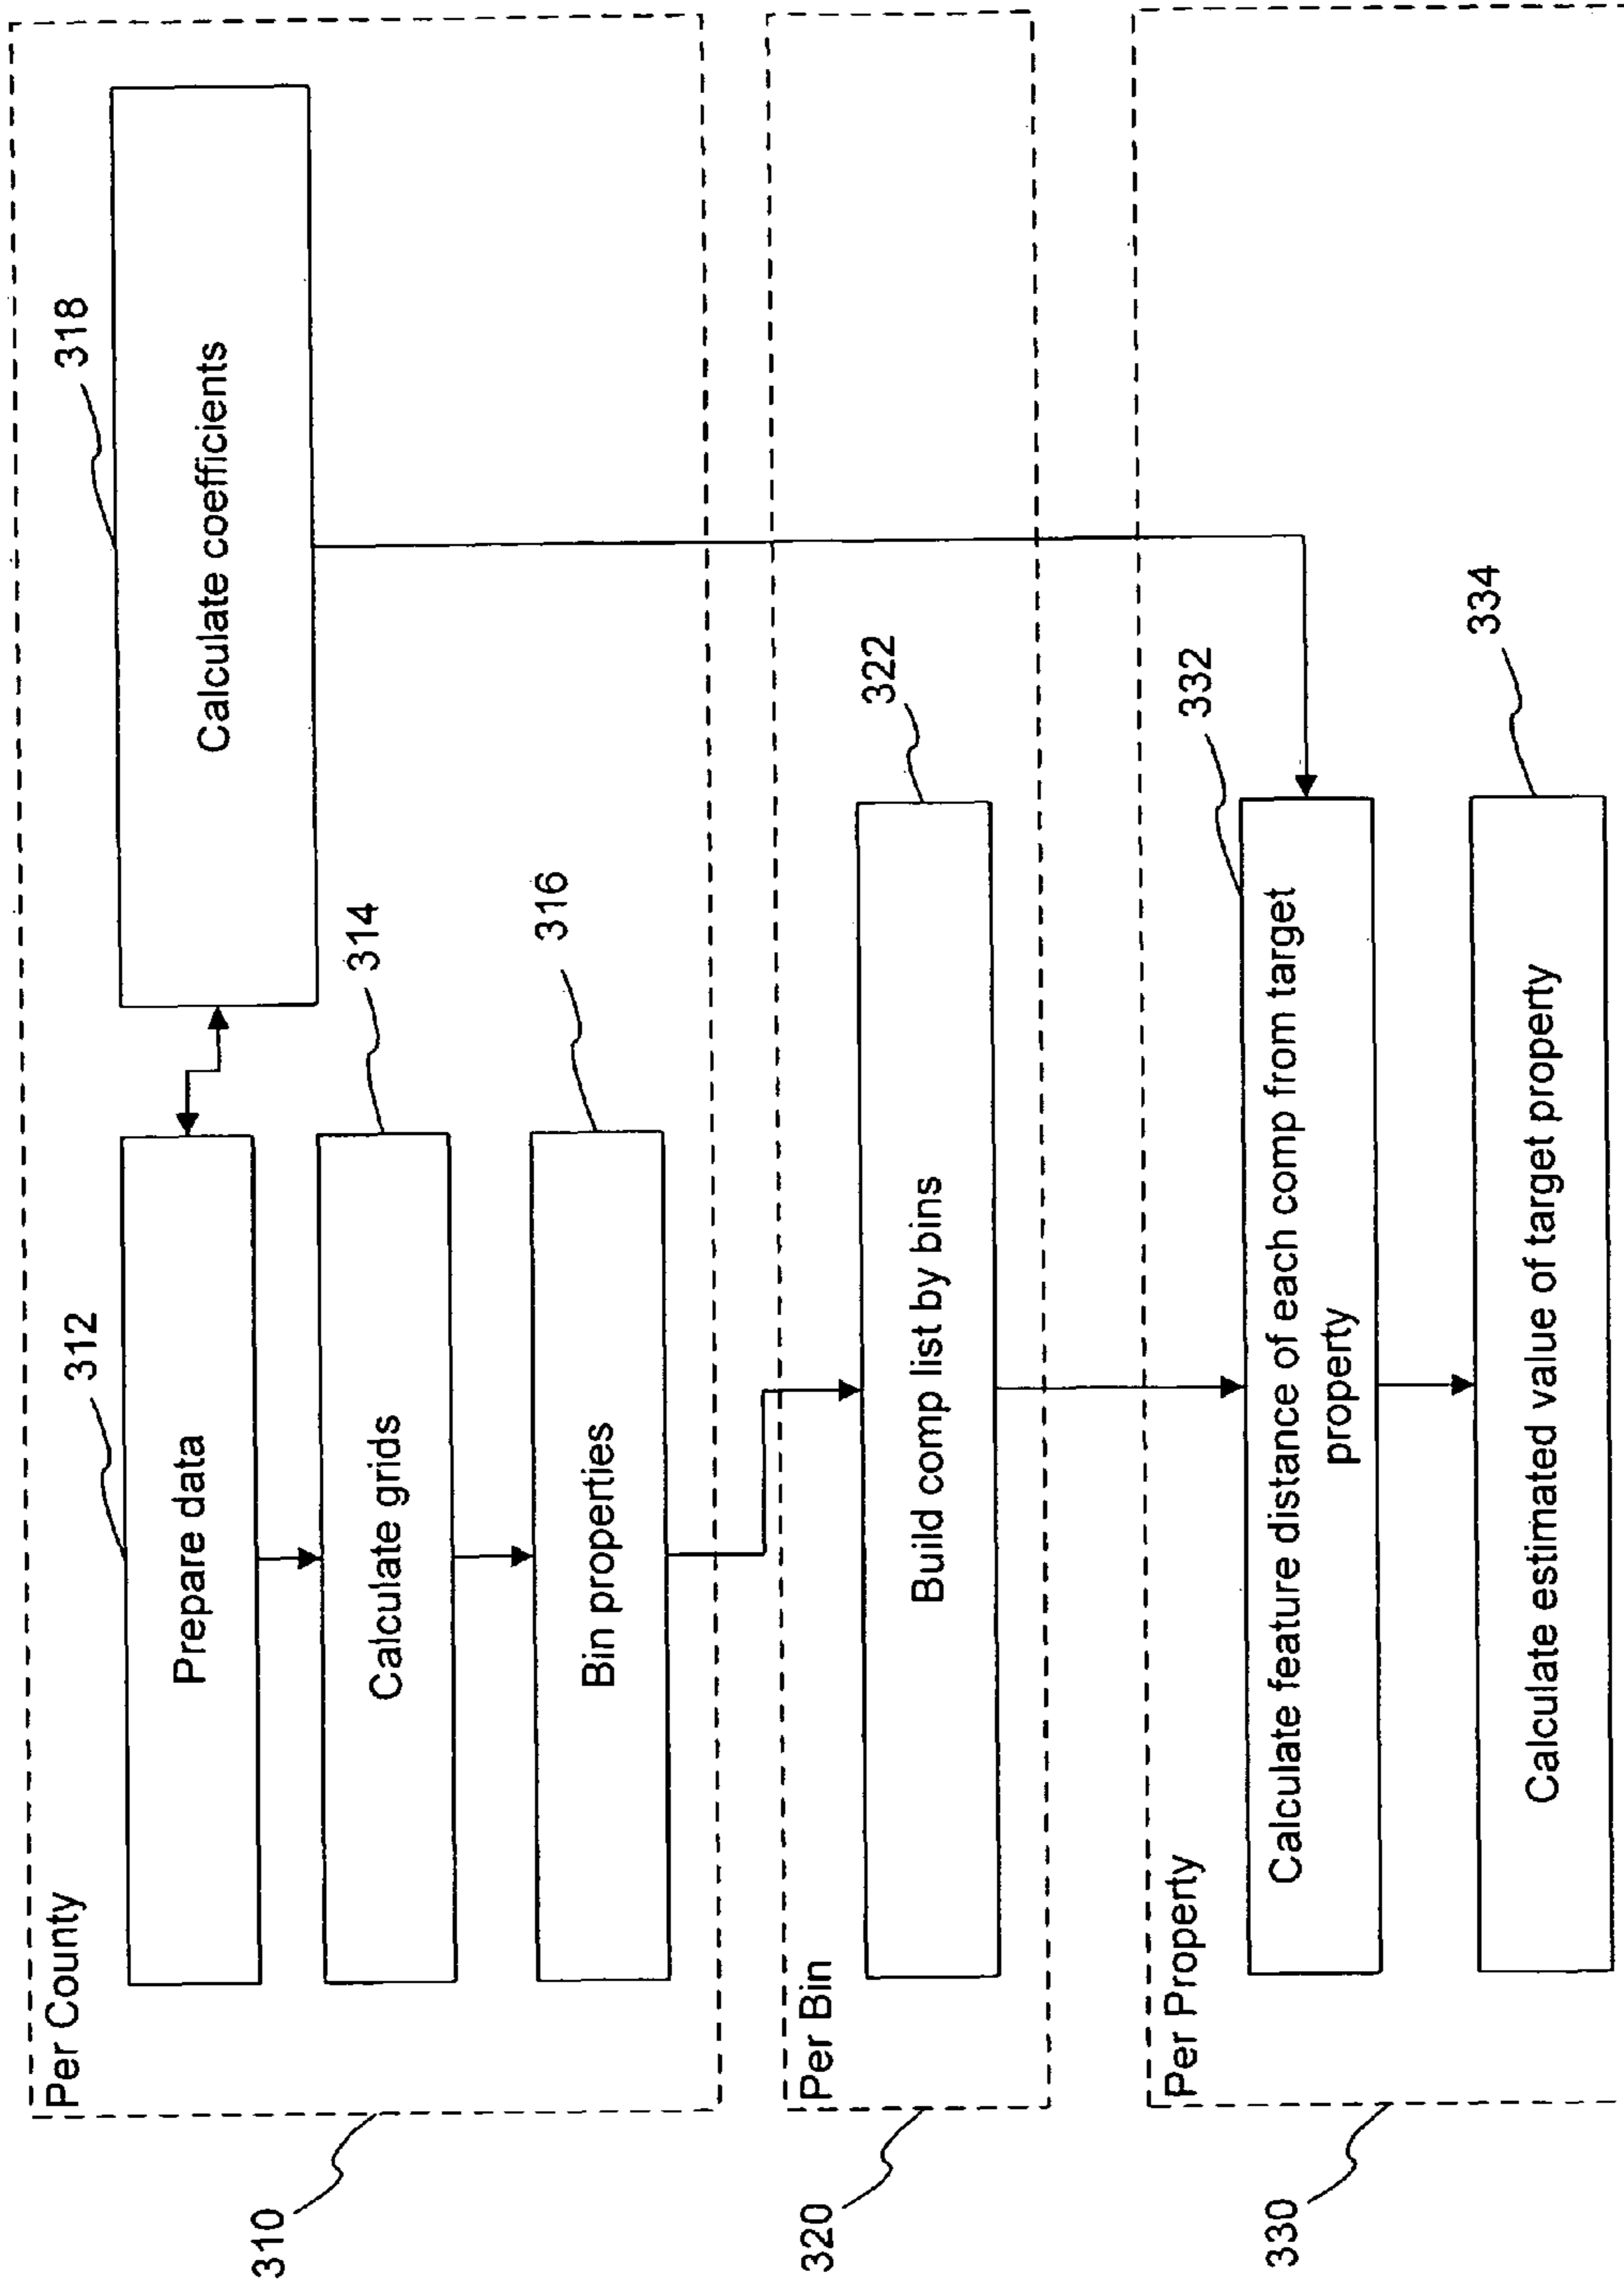 Per County
310
312
Prepare data
318
Calculate coefficients
314
Calculate grids
316
Bin properties
Per Bin
320
322
Build comp list by bins
Per Property
330
332
Calculate feature distance of each comp from target
property
334
Calculate estimated value of target property